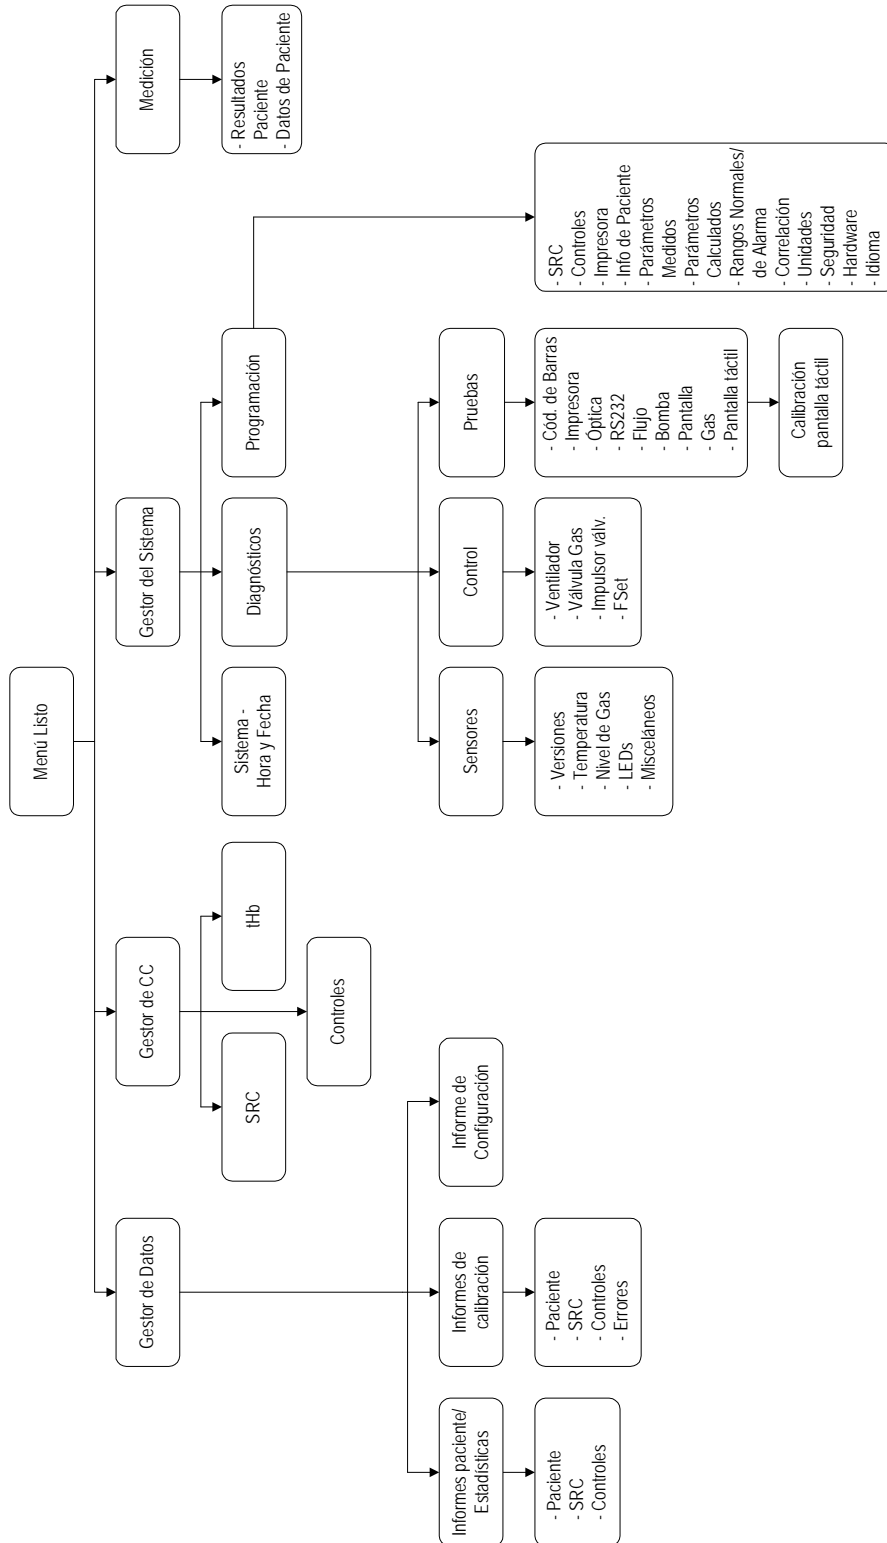 Menú Listo
Gestor de Datos
Gestor de CC
Gestor del Sistema
Medición
SRC
tHb
Sistema -
Hora y Fecha
Diagnósticos
Programación
- Resultados
Paciente
- Datos de Paciente
Controles
Informes paciente/
Estadísticas
Informes de
calibración
Informe de
Configuración
Sensores
Control
Pruebas
- Paciente
- SRC
- Controles
- Paciente
- SRC
- Controles
- Errores
- Versiones
- Temperatura
- Nivel de Gas
- LEDs
- Misceláneos
- Ventilador
- Válvula Gas
- Impulsor válv.
- FSet
- Cód. de Barras
- Impresora
- Óptica
- RS232
- Flujo
- Bomba
- Pantalla
- Gas
- Pantalla táctil
- SRC
- Controles
- Impresora
- Info de Paciente
- Parámetros
Medidos
- Parámetros
Calculados
- Rangos Normales/
de Alarma
- Correlación
- Unidades
- Seguridad
- Hardware
- Idioma
Calibración
pantalla táctil